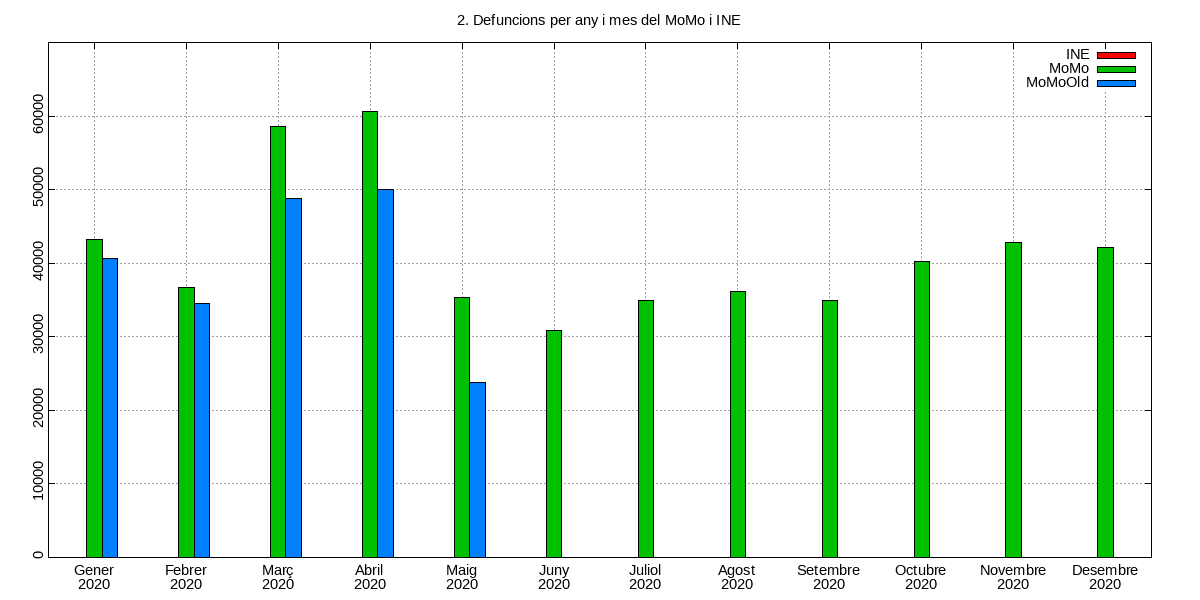 2. Defuncions per any i mes del MoMo i INE
INE
MoMo
MoMoOld
60000
50000
40000
30000
20000
10000
0
Gener Febrer Març Abril Maig Juny Juliol Agost Setembre Octubre Novembre Desembre
2020 2020 2020 2020 2020 2020 2020 2020 2020 2020 2020 2020